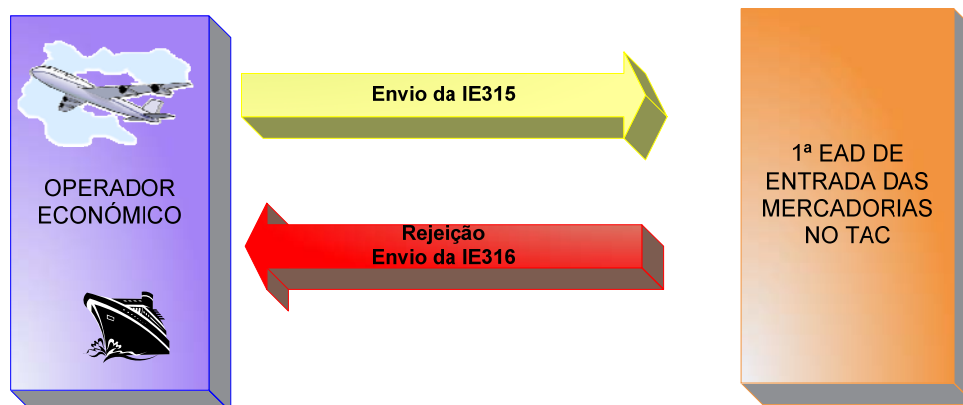 OPERADOR
ECONÓMICO
Envio da IE315
Rejeição
Envio da IE316
1ª EAD DE
ENTRADA DAS
MERCADORIAS
NO TAC